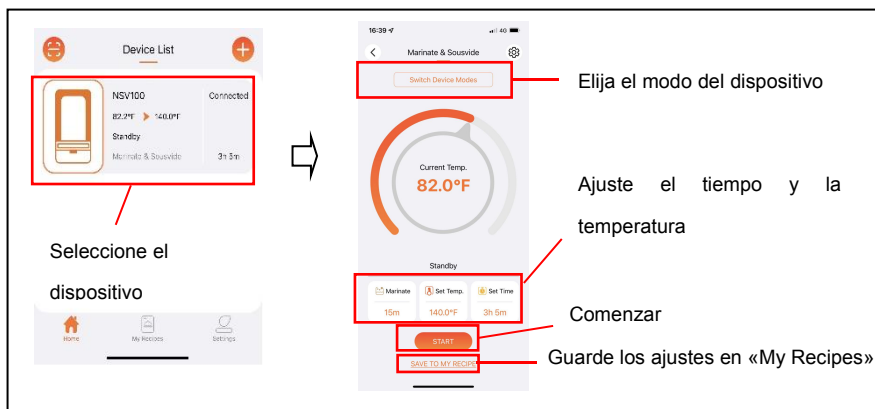 Device List
NSV100
Connected
82.2°F 140.0°F
Standby
Marinate & Sousvide
3h 5m
Seleccione el
dispositivo
Home
My Recipes
Settings
16:39
4G
Marinate & Sousvide
Switch Device Modes
Current Temp.
82.0°F
Standby
Marinate
Set Temp.
Set Time
15m
140.0°F
3h 5m
START
SAVE TO MY RECIPE
Elija el modo del dispositivo
Ajuste el tiempo y la
temperatura
Comenzar
Guarde los ajustes en «My Recipes»